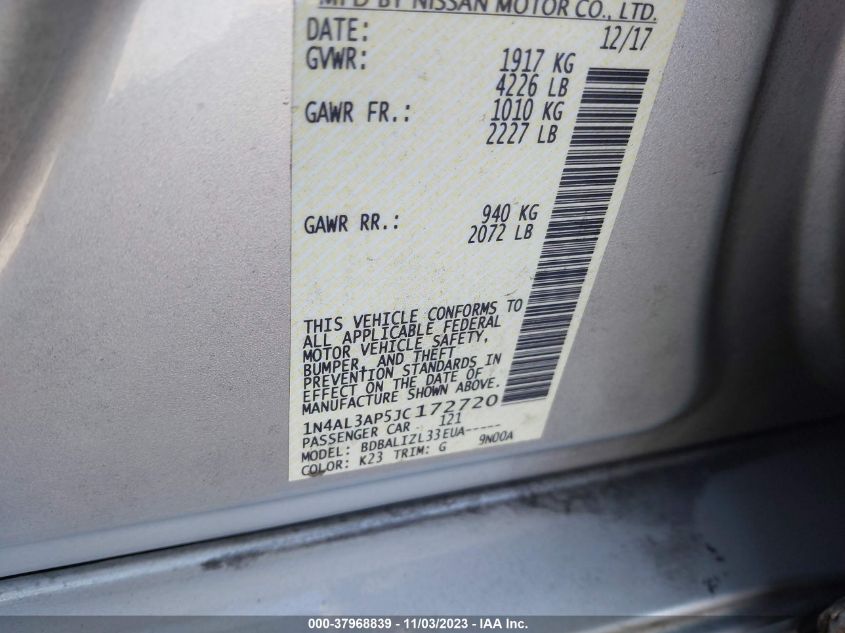 MFD BY NISSAN MOTOR CO., LTD.
DATE: 12/17
GVWR: 1917 KG
4226 LB
GAWR FR.: 1010 KG
2227 LB
GAWR RR.: 940 KG
2072 LB
THIS VEHICLE CONFORMS TO
ALL APPLICABLE FEDERAL
MOTOR VEHICLE SAFETY,
BUMPER, AND THEFT
PREVENTION STANDARDS IN
EFFECT ON THE DATE OF
MANUFACTURE SHOWN ABOVE.
1N4AL3AP5JC172720
PASSENGER CAR 121
MODEL: BDBALIZL33EUA-----
COLOR: K23 TRIM: G 9N00A
000-37968839 - 11/03/2023 - IAA Inc.